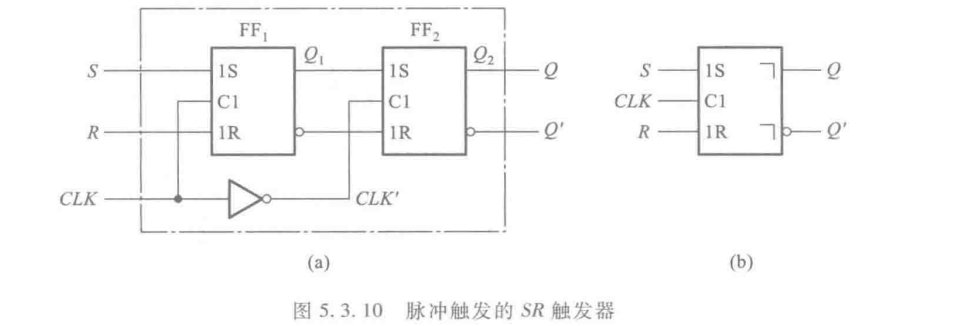 FF₁ FF₂
Q₁ Q₂
S 1S 1S Q S 1S Q
C1 C1 CLK C1
R 1R 1R Q′ R 1R Q′
CLK CLK′
(a) (b)
图 5.3.10 脉冲触发的 SR 触发器